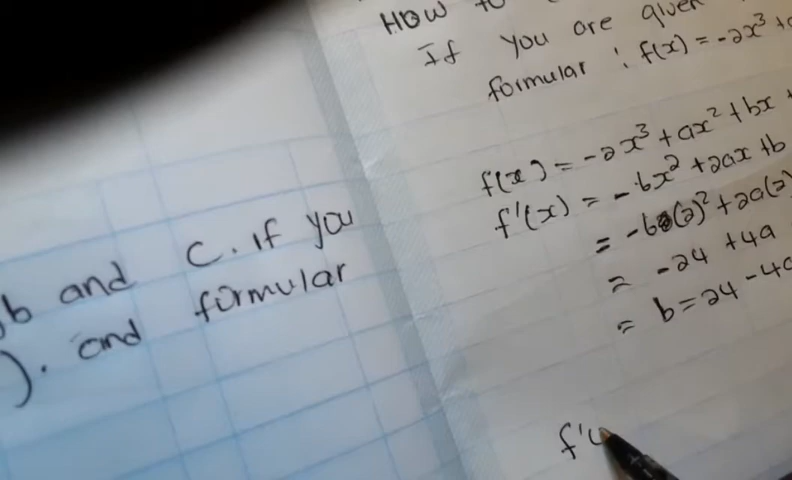 b and c. if you
). and formular
HOW to
If you are given
formular : f(x) = -2x³ +
f(x) = -2x³ + ax² + bx +
f'(x) = -6x² + 2ax + b
= -6(2)² + 2a(2)
= -24 + 4a
= b = 24 - 4a
f'(